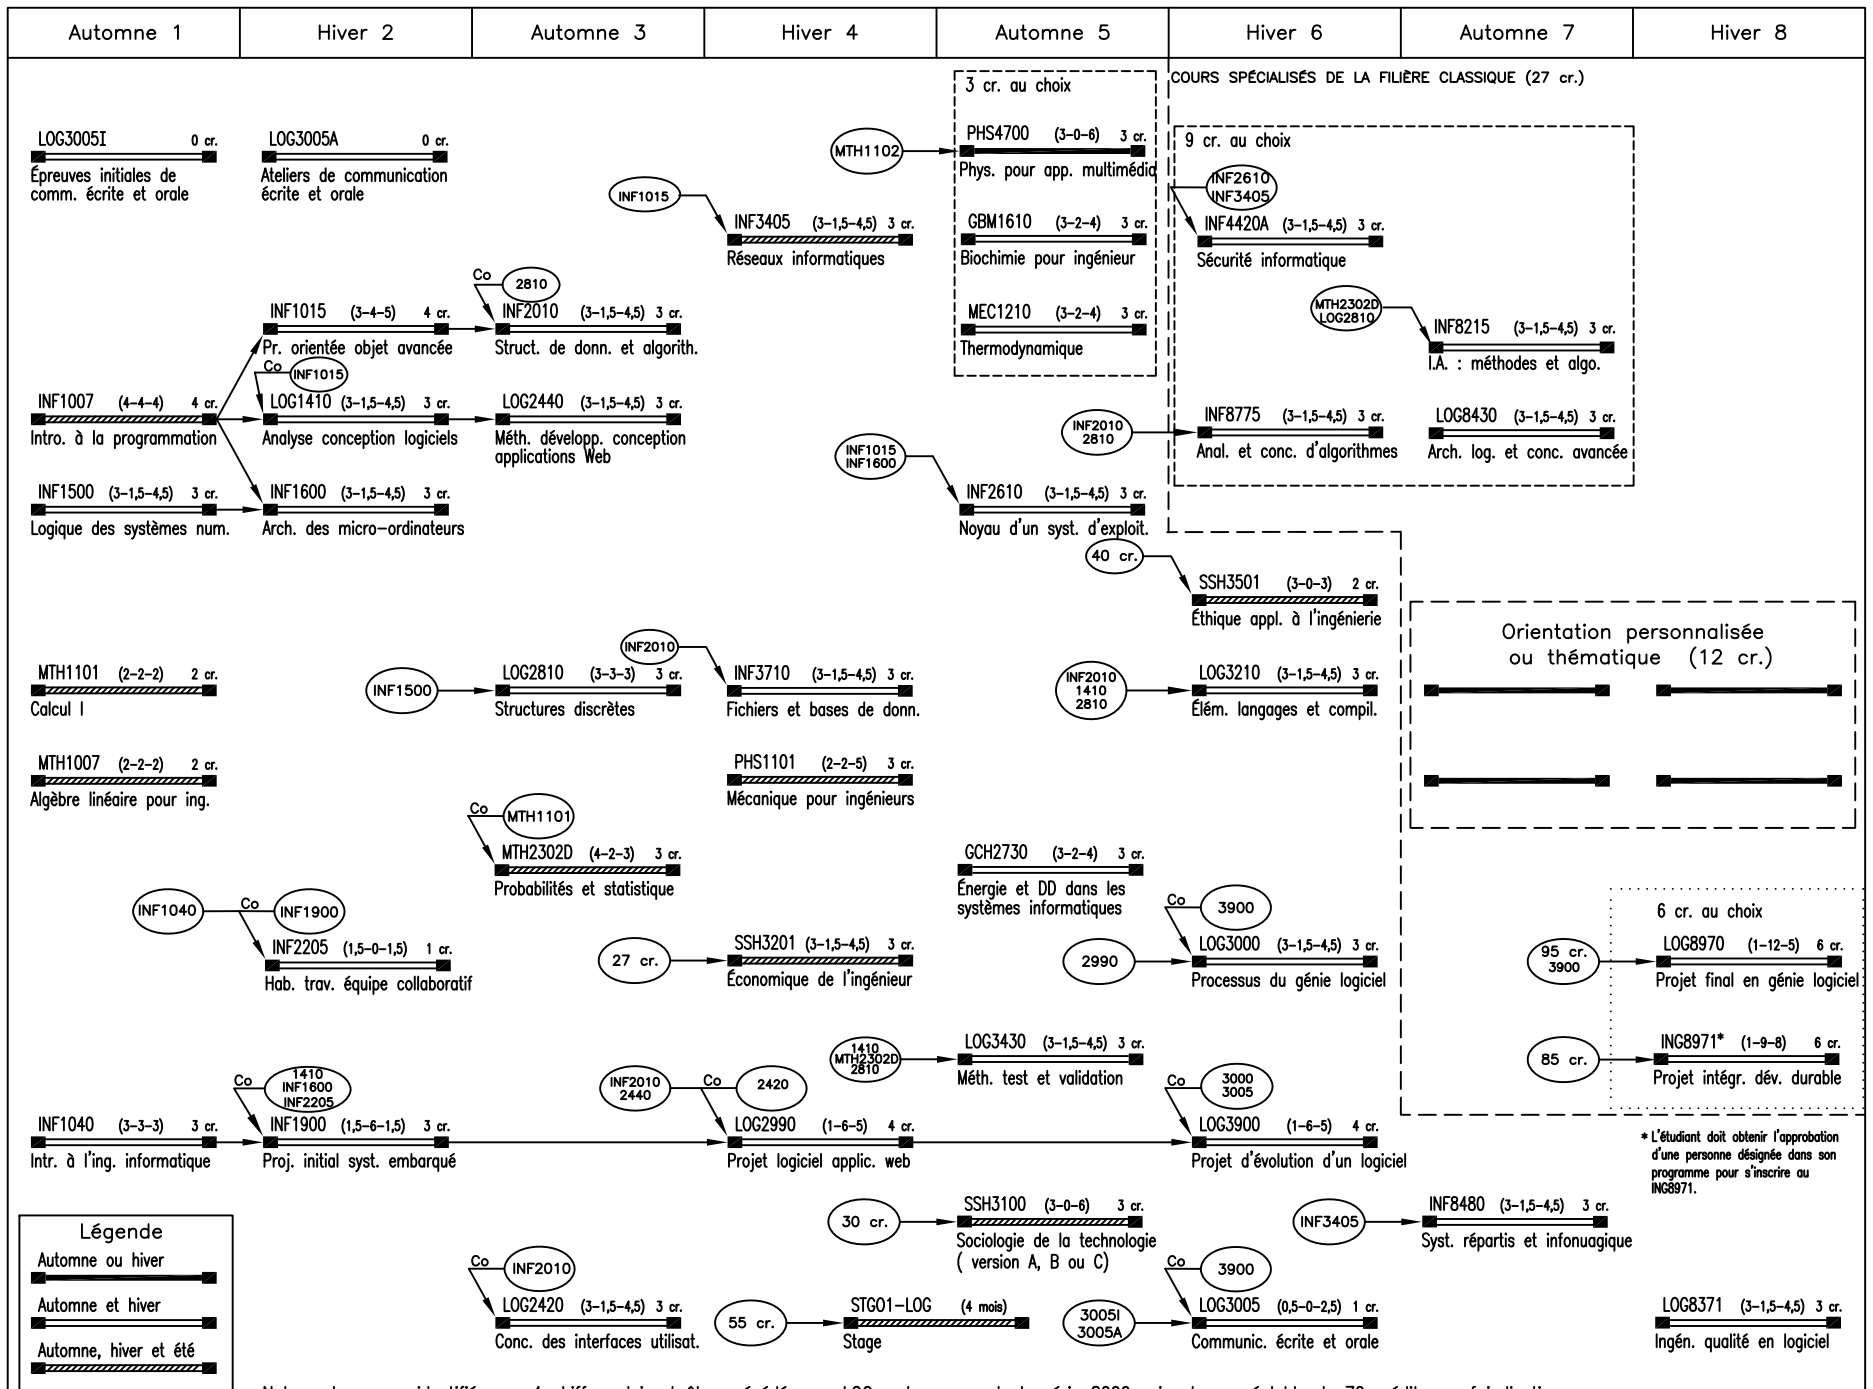 Automne 1
Hiver 2
Automne 3
Hiver 4
Automne 5
Hiver 6
Automne 7
Hiver 8
LOG3005I 0 cr.
Épreuves initiales de
comm. écrite et orale
INF1007 (4-4-4) 4 cr.
Intro. à la programmation
INF1500 (3-1,5-4,5) 3 cr.
Logique des systèmes num.
MTH1101 (2-2-2) 2 cr.
Calcul I
MTH1007 (2-2-2) 2 cr.
Algèbre linéaire pour ing.
INF1040
INF1040 (3-3-3) 3 cr.
Intr. à l'ing. informatique
Légende
Automne ou hiver
Automne et hiver
Automne, hiver et été
LOG3005A 0 cr.
Ateliers de communication
écrite et orale
INF1015 (3-4-5) 4 cr.
Pr. orientée objet avancée
Co
INF1015
LOG1410 (3-1,5-4,5) 3 cr.
Analyse conception logiciels
INF1600 (3-1,5-4,5) 3 cr.
Arch. des micro-ordinateurs
INF1500
Co
INF1900
INF2205 (1,5-0-1,5) 1 cr.
Hab. trav. équipe collaboratif
Co
1410
INF1600
INF2205
INF1900 (1,5-6-1,5) 3 cr.
Proj. initial syst. embarqué
Co
2810
INF2010 (3-1,5-4,5) 3 cr.
Struct. de donn. et algorith.
LOG2440 (3-1,5-4,5) 3 cr.
Méth. développ. conception
applications Web
LOG2810 (3-3-3) 3 cr.
Structures discrètes
Co
MTH1101
MTH2302D (4-2-3) 3 cr.
Probabilités et statistique
Co
INF2010
LOG2420 (3-1,5-4,5) 3 cr.
Conc. des interfaces utilisat.
INF1015
INF3405 (3-1,5-4,5) 3 cr.
Réseaux informatiques
INF2010
INF3710 (3-1,5-4,5) 3 cr.
Fichiers et bases de donn.
PHS1101 (2-2-5) 3 cr.
Mécanique pour ingénieurs
27 cr.
SSH3201 (3-1,5-4,5) 3 cr.
Économique de l'ingénieur
INF2010
2440
Co
2420
LOG2990 (1-6-5) 4 cr.
Projet logiciel applic. web
55 cr.
STG01-LOG (4 mois)
Stage
3 cr. au choix
MTH1102
PHS4700 (3-0-6) 3 cr.
Phys. pour app. multimédia
GBM1610 (3-2-4) 3 cr.
Biochimie pour ingénieur
MEC1210 (3-2-4) 3 cr.
Thermodynamique
INF1015
INF1600
INF2610 (3-1,5-4,5) 3 cr.
Noyau d'un syst. d'exploit.
GCH2730 (3-2-4) 3 cr.
Énergie et DD dans les
systèmes informatiques
1410
MTH2302D
2810
LOG3430 (3-1,5-4,5) 3 cr.
Méth. test et validation
30 cr.
SSH3100 (3-0-6) 3 cr.
Sociologie de la technologie
( version A, B ou C)
COURS SPÉCIALISÉS DE LA FILIÈRE CLASSIQUE (27 cr.)
9 cr. au choix
INF2610
INF3405
INF4420A (3-1,5-4,5) 3 cr.
Sécurité informatique
MTH2302D
LOG2810
INF8215 (3-1,5-4,5) 3 cr.
I.A. : méthodes et algo.
INF2010
2810
INF8775 (3-1,5-4,5) 3 cr.
Anal. et conc. d'algorithmes
LOG8430 (3-1,5-4,5) 3 cr.
Arch. log. et conc. avancée
40 cr.
SSH3501 (3-0-3) 2 cr.
Éthique appl. à l'ingénierie
INF2010
1410
2810
LOG3210 (3-1,5-4,5) 3 cr.
Élém. langages et compil.
Co
3900
2990
LOG3000 (3-1,5-4,5) 3 cr.
Processus du génie logiciel
Co
3000
3005
LOG3900 (1-6-5) 4 cr.
Projet d'évolution d'un logiciel
Co
3900
3005I
3005A
LOG3005 (0,5-0-2,5) 1 cr.
Communic. écrite et orale
Orientation personnalisée
ou thématique (12 cr.)
6 cr. au choix
95 cr.
3900
LOG8970 (1-12-5) 6 cr.
Projet final en génie logiciel
85 cr.
ING8971* (1-9-8) 6 cr.
Projet intégr. dév. durable
* L'étudiant doit obtenir l'approbation
d'une personne désignée dans son
programme pour s'inscrire au
ING8971.
INF3405
INF8480 (3-1,5-4,5) 3 cr.
Syst. répartis et infonuagique
LOG8371 (3-1,5-4,5) 3 cr.
Ingén. qualité en logiciel